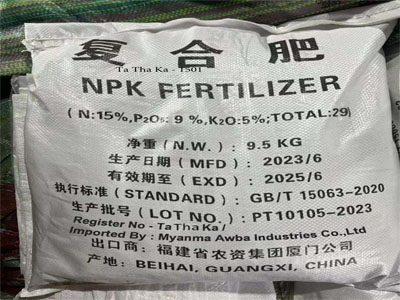 复合肥
Ta Tha Ka - T501
NPK FERTILIZER
( N:15%,P₂O₅: 9 %,K₂O:5%;TOTAL:29)
净重（N.W.）: 9.5 KG
生产日期（MFD）: 2023/6
有效期至（EXD）: 2025/6
执行标准（STANDARD）: GB/T 15063-2020
生产批号（LOT NO.）: PT10105-2023
Register No - Ta Tha Ka /
Imported By : Myanma Awba Industries Co.,Ltd
出口商：福建省农资集团厦门公司
产地: BEIHAI, GUANGXI, CHINA